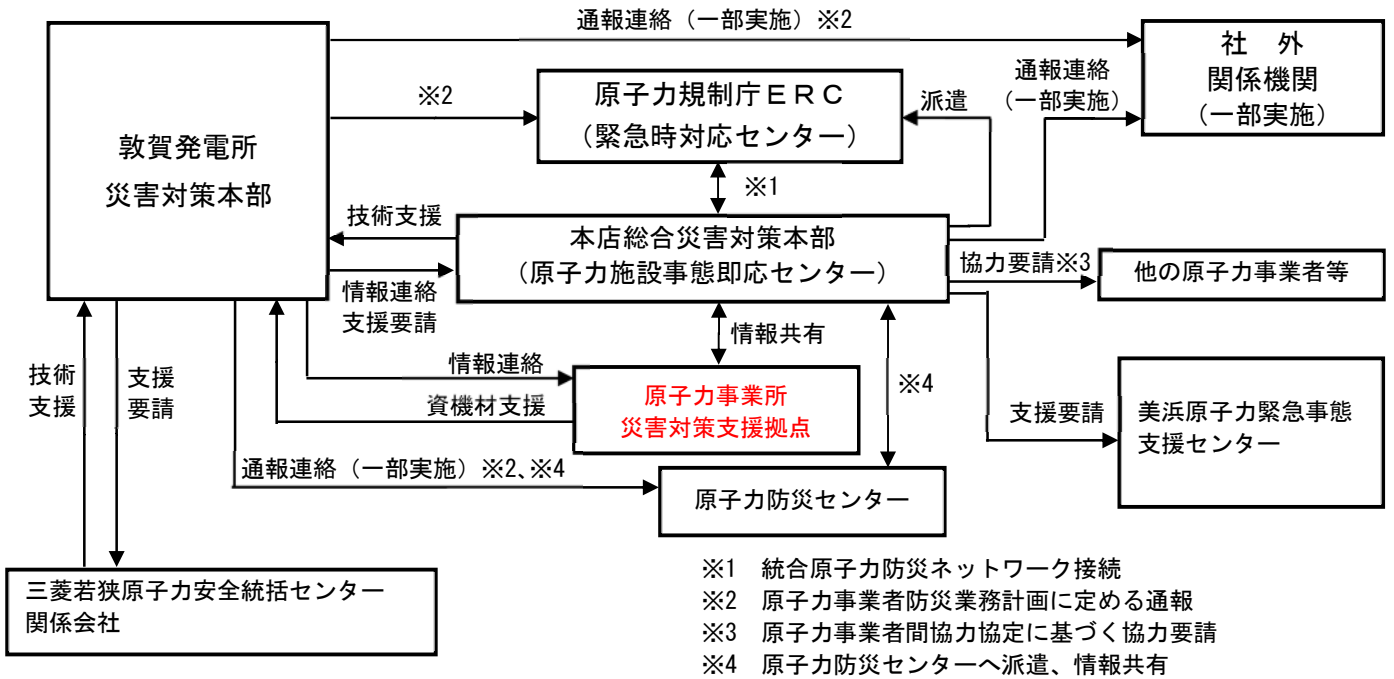 通報連絡(一部実施)※2
社 外
関係機関
(一部実施)
通報連絡
(一部実施)
※2
原子力規制庁ERC
(緊急時対応センター)
派遣
敦賀発電所
災害対策本部
※1
技術支援
本店総合災害対策本部
(原子力施設事態即応センター)
協力要請※3
他の原子力事業者等
情報連絡
支援要請
情報共有
情報連絡
資機材支援
原子力事業所
災害対策支援拠点
※4
技術
支援
支援
要請
支援要請
美浜原子力緊急事態
支援センター
通報連絡(一部実施)※2、※4
原子力防災センター
三菱若狭原子力安全統括センター
関係会社
※1 統合原子力防災ネットワーク接続
※2 原子力事業者防災業務計画に定める通報
※3 原子力事業者間協力協定に基づく協力要請
※4 原子力防災センターへ派遣、情報共有